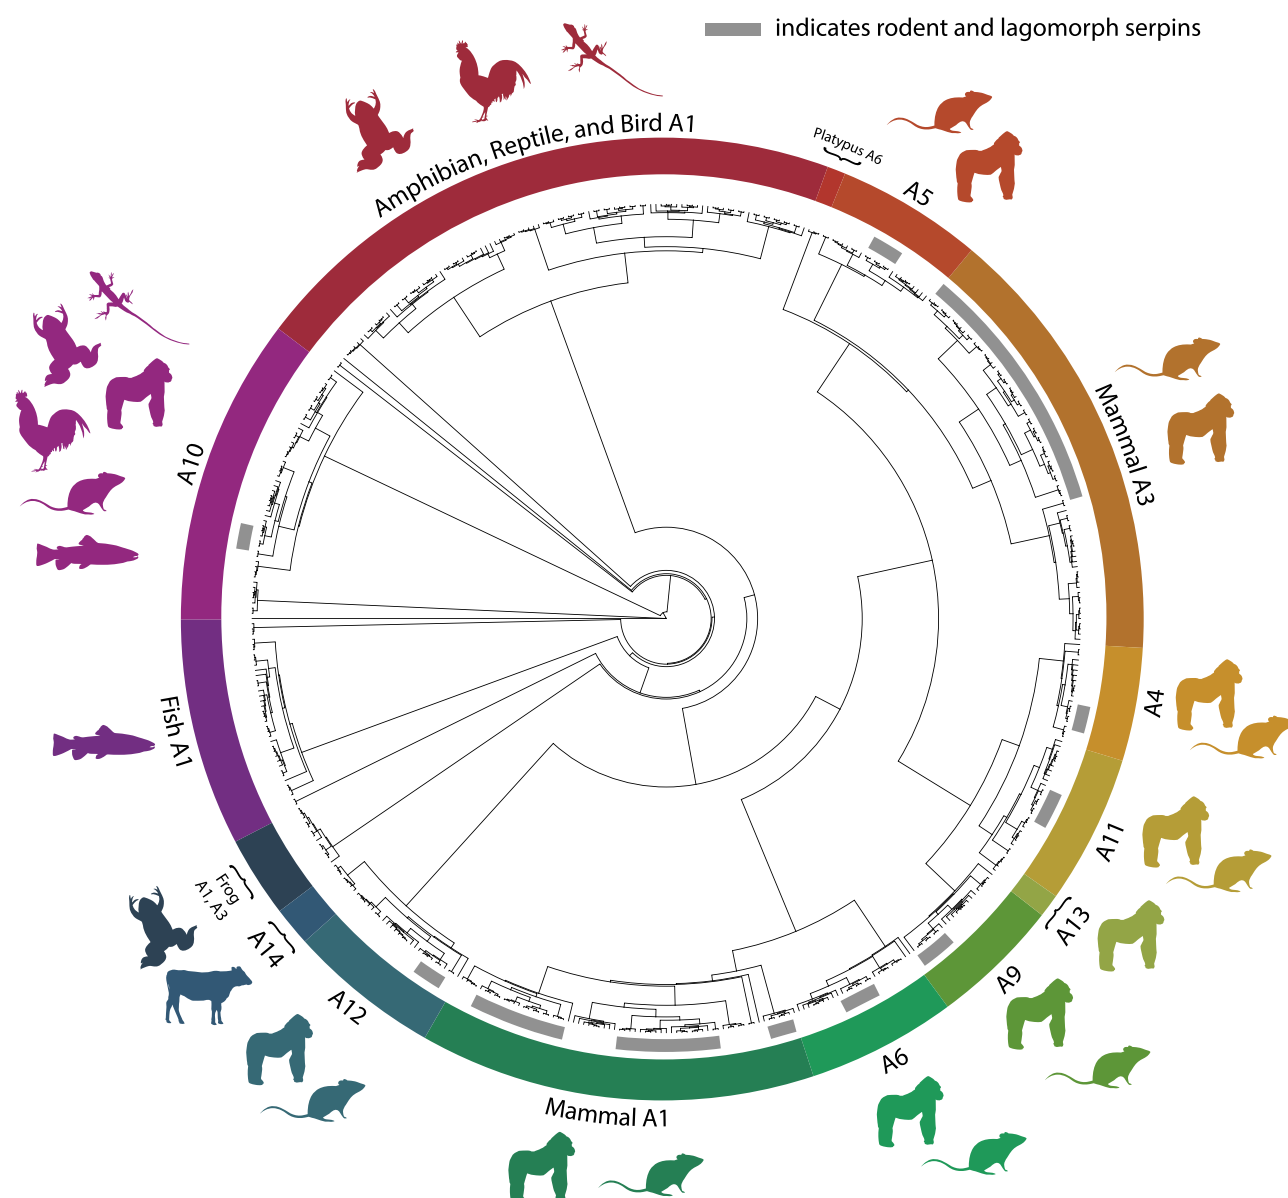 indicates rodent and lagomorph serpins
Amphibian, Reptile, and Bird A1
Platypus A6
A5
Mammal A3
A4
A11
A13
A9
A6
Mammal A1
A12
A14
Frog
A1, A3
Fish A1
A10